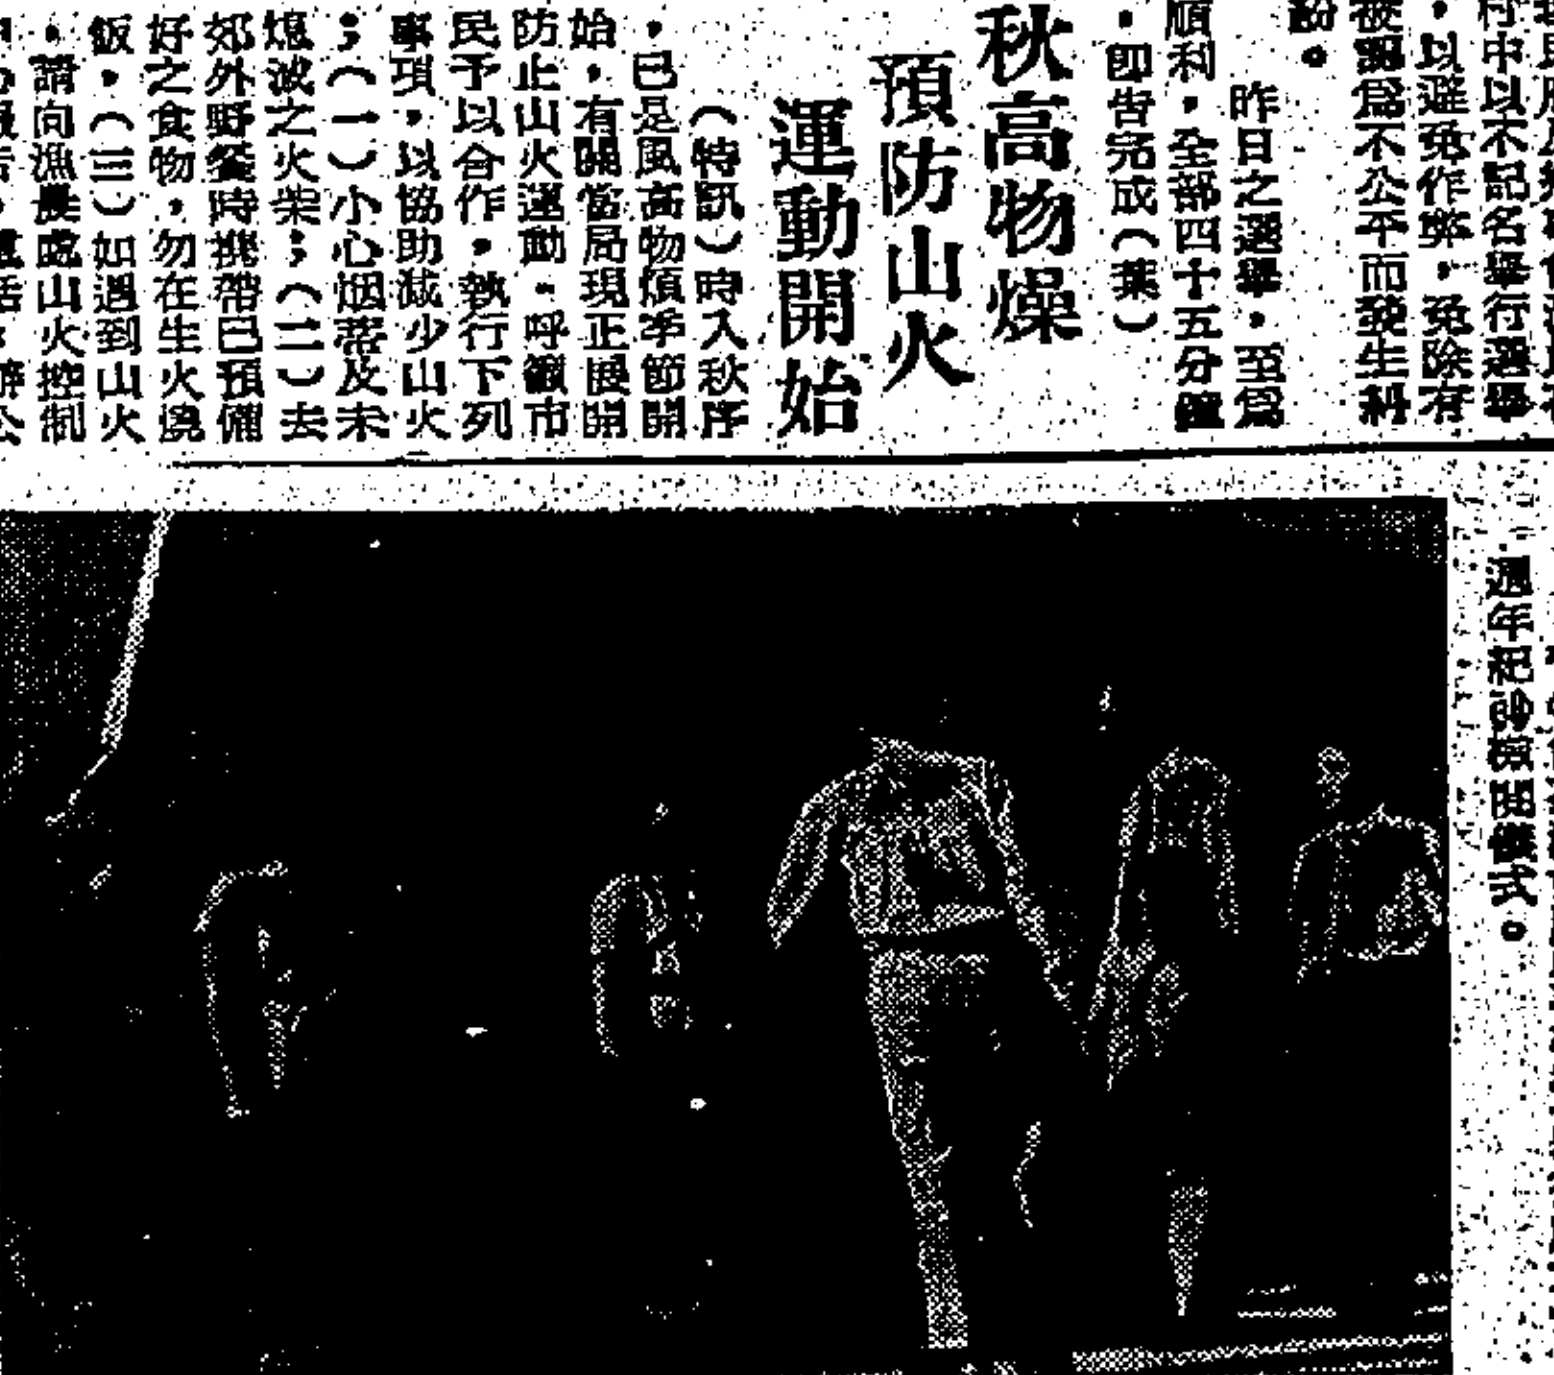 村中以不記名舉行選舉
，以避免作弊，免除有
被認爲不公平而發生糾
紛。
昨日之選舉，至爲
順利，全部四十五分鐘
，即告完成（葉）
秋高物燥
預防山火
運動開始
（特訊）時入秋序
，已是風高物燥季節開
始，有關當局現正展開
防止山火運動，呼籲市
民予以合作，執行下列
事項，以協助減少山火
；（一）小心烟蒂及未
熄滅之火柴；（二）去
郊外野餐時携帶已預備
好之食物，勿在生火燒
飯，（三）如遇到山火
，請向漁農處山火控制
週年紀念 儀式。